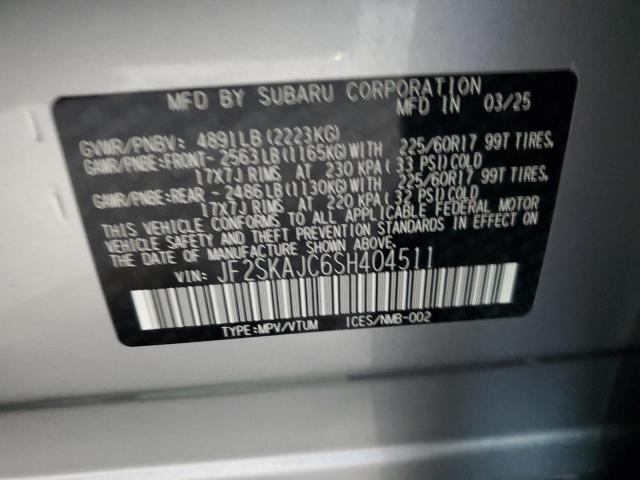 MFD BY SUBARU CORPORATION
MFD IN 03/25
GVWR/PNBV: 4891LB (2223KG)
GAWR/PNBE:FRONT- 2563LB(1165KG)WITH 225/60R17 99T TIRES,
17X7J RIMS AT 230 KPA( 33 PSI)COLD
GAWR/PNBE:REAR - 2486LB(1130KG)WITH 225/60R17 99T TIRES,
17X7J RIMS AT 220 KPA( 32 PSI)COLD
THIS VEHICLE CONFORMS TO ALL APPLICABLE FEDERAL MOTOR
VEHICLE SAFETY AND THEFT PREVENTION STANDARDS IN EFFECT ON
THE DATE OF MANUFACTURE SHOWN ABOVE.
VIN: JF2SKAJC6SH404511
TYPE:MPV/VTUM ICES/NMB-002